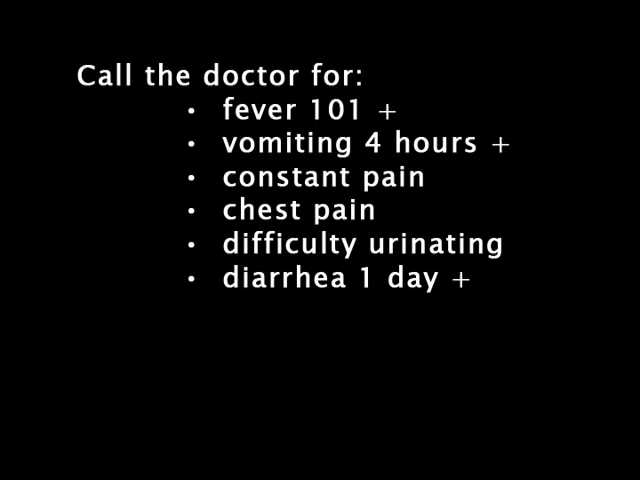 Call the doctor for:
• fever 101 +
• vomiting 4 hours +
• constant pain
• chest pain
• difficulty urinating
• diarrhea 1 day +